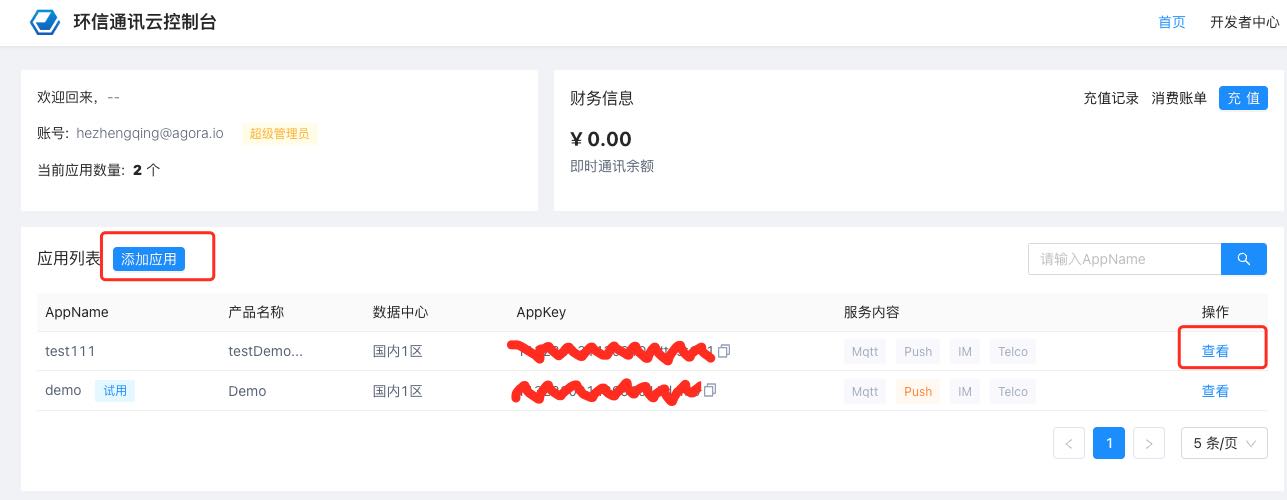 环信通讯云控制台 首页 开发者中心
欢迎回来, --
账号: hezhengqing@agora.io 超级管理员
当前应用数量: 2 个
财务信息 充值记录 消费账单 充 值
¥ 0.00
即时通讯余额
应用列表 添加应用 请输入AppName
AppName 产品名称 数据中心 AppKey 服务内容 操作
test111 testDemo... 国内1区 Mqtt Push IM Telco 查看
demo 试用 Demo 国内1区 Mqtt Push IM Telco 查看
< 1 > 5 条/页